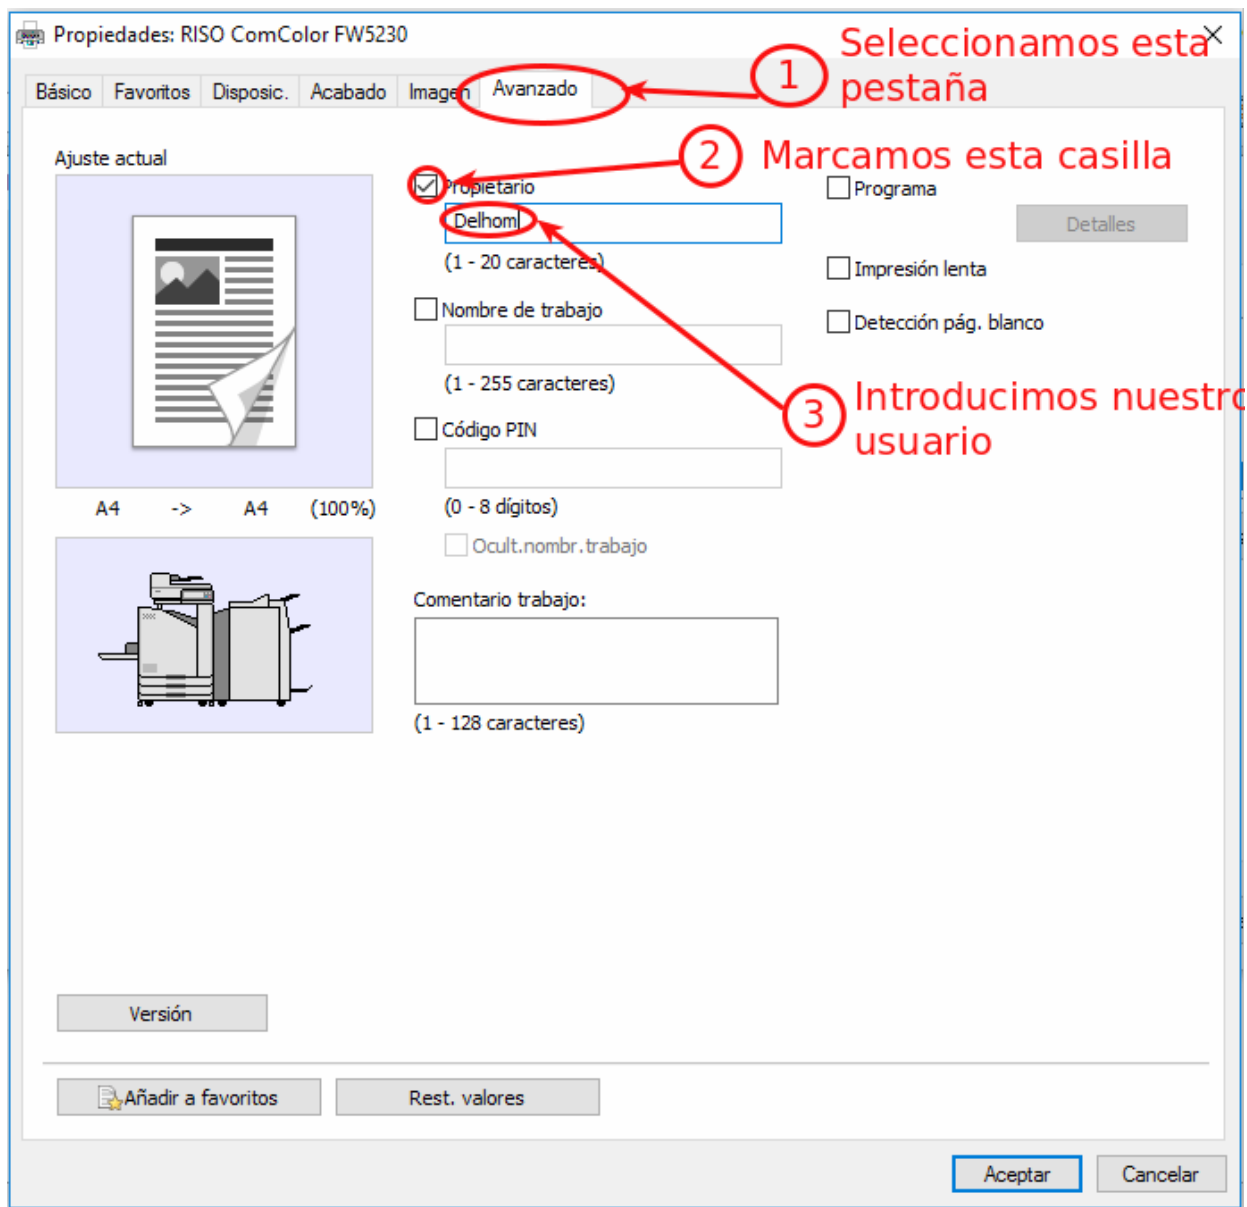 Propiedades: RISO ComColor FW5230
Seleccionamos esta
pestaña
1
Básico Favoritos Disposic. Acabado Imagen Avanzado
2 Marcamos esta casilla
Ajuste actual
Propietario
Programa
Delhom
Detalles
(1 - 20 caracteres)
Impresión lenta
Nombre de trabajo
Detección pág. blanco
(1 - 255 caracteres)
3 Introducimos nuestro
usuario
Código PIN
A4 -> A4 (100%)
(0 - 8 dígitos)
Ocult.nombr.trabajo
Comentario trabajo:
(1 - 128 caracteres)
Versión
Añadir a favoritos
Rest. valores
Aceptar
Cancelar